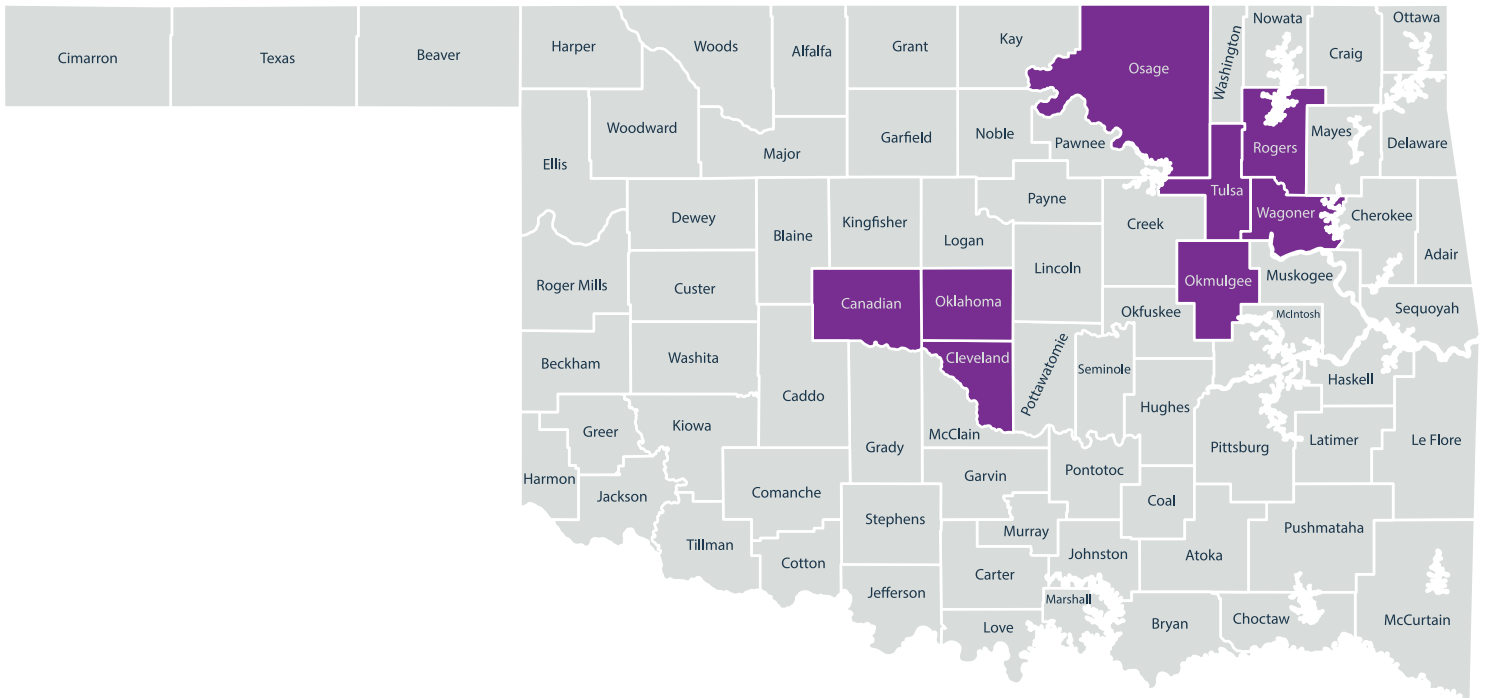 Cimarron
Texas
Beaver
Harper
Woods
Alfalfa
Grant
Kay
Osage
Washington
Nowata
Craig
Ottawa
Woodward
Ellis
Major
Garfield
Noble
Pawnee
Rogers
Mayes
Delaware
Dewey
Blaine
Kingfisher
Logan
Payne
Creek
Tulsa
Wagoner
Cherokee
Adair
Roger Mills
Custer
Canadian
Oklahoma
Lincoln
Okmulgee
Muskogee
Okfuskee
McIntosh
Sequoyah
Beckham
Washita
Caddo
Cleveland
Pottawatomie
Seminole
Haskell
Greer
Kiowa
Grady
McClain
Hughes
Pittsburg
Latimer
Le Flore
Harmon
Jackson
Comanche
Garvin
Pontotoc
Coal
Tillman
Cotton
Stephens
Murray
Johnston
Atoka
Pushmataha
Jefferson
Carter
Marshall
Love
Bryan
Choctaw
McCurtain